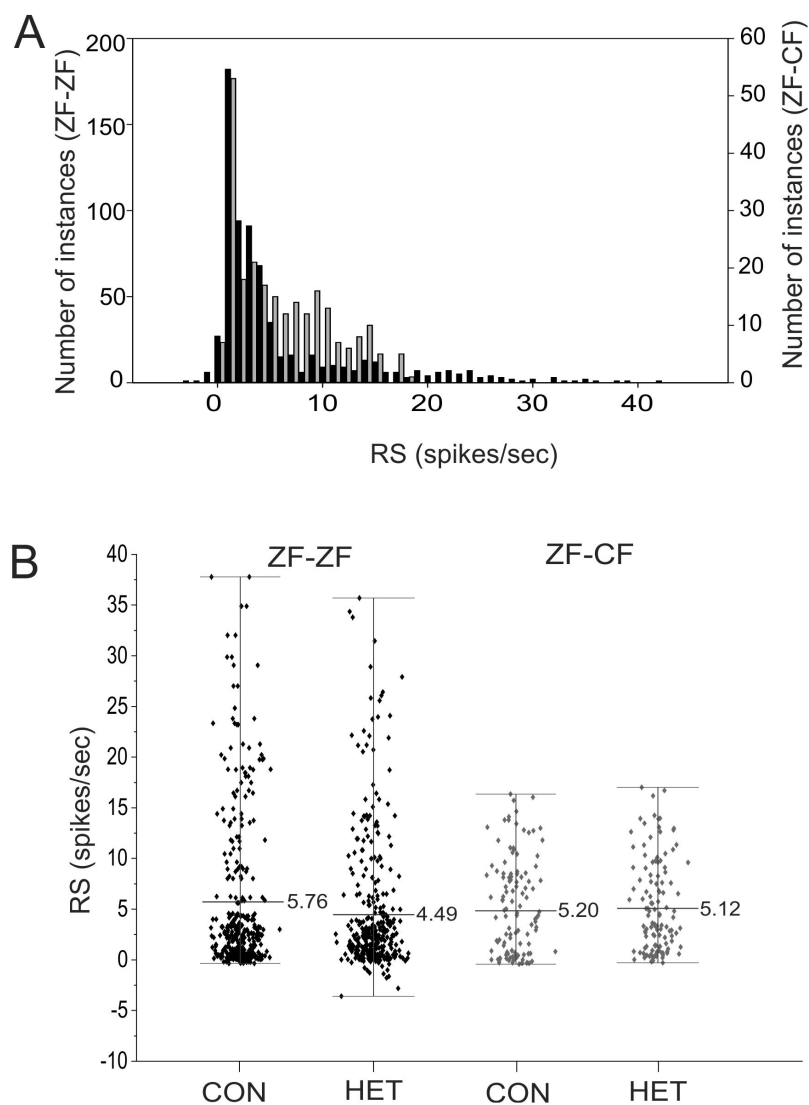 A
Number of instances (ZF-ZF)
200
150
100
50
0
60
50
40
30
20
10
0
Number of instances (ZF-CF)
0 10 20 30 40
RS (spikes/sec)
B
ZF-ZF ZF-CF
RS (spikes/sec)
40
35
30
25
20
15
10
5
0
-5
-10
5.76 4.49 5.20 5.12
CON HET CON HET